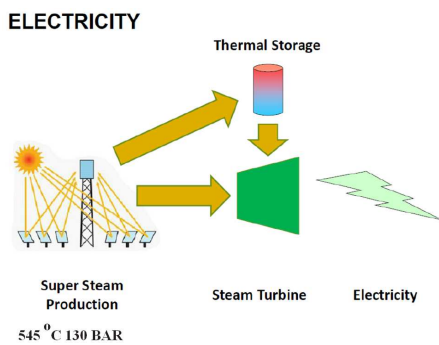 ELECTRICITY
Thermal Storage
Super Steam
Production
Steam Turbine
Electricity
545 °C 130 BAR